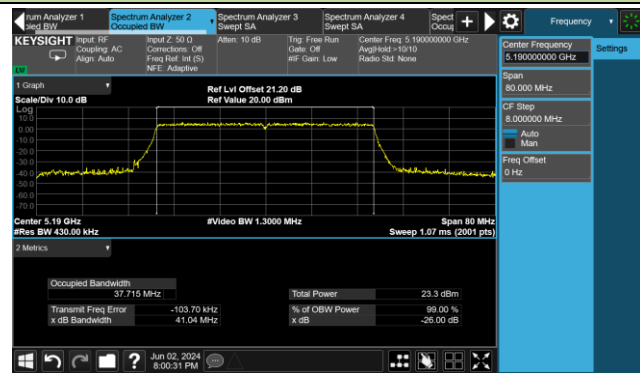 rum Analyzer 1
pied BW
Spectrum Analyzer 2
Occupied BW
Spectrum Analyzer 3
Swept SA
Spectrum Analyzer 4
Swept SA
Spect
Occup
Frequency
KEYSIGHT
Input: RF
Coupling: AC
Align: Auto
Input Z: 50 Ω
Corrections: Off
Freq Ref: Int (S)
NFE: Adaptive
Atten: 10 dB
Trig: Free Run
Gate: Off
#IF Gain: Low
Center Freq: 5.190000000 GHz
Avg|Hold:>10/10
Radio Std: None
Center Frequency
5.190000000 GHz
Settings
Span
80.000 MHz
CF Step
8.000000 MHz
Auto
Man
Freq Offset
0 Hz
1 Graph
Scale/Div 10.0 dB
Ref Lvl Offset 21.20 dB
Ref Value 20.00 dBm
Log
10.0
0.00
-10.0
-20.0
-30.0
-40.0
-50.0
-60.0
-70.0
Center 5.19 GHz
#Res BW 430.00 kHz
#Video BW 1.3000 MHz
Span 80 MHz
Sweep 1.07 ms (2001 pts)
2 Metrics
Occupied Bandwidth
37.715 MHz
Total Power 23.3 dBm
Transmit Freq Error -103.70 kHz
% of OBW Power 99.00 %
x dB Bandwidth 41.04 MHz
x dB -26.00 dB
?
Jun 02, 2024
8:00:31 PM